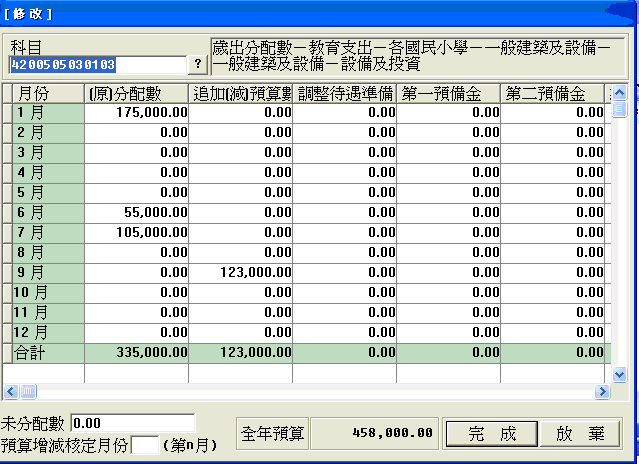 [ 修改 ]
科目
4200505030103 ?
歲出分配數－教育支出－各國民小學－一般建築及設備－
一般建築及設備－設備及投資
月份 (原)分配數 追加(減)預算數 調整待遇準備 第一預備金 第二預備金
1 月 175,000.00 0.00 0.00 0.00 0.00
2 月 0.00 0.00 0.00 0.00 0.00
3 月 0.00 0.00 0.00 0.00 0.00
4 月 0.00 0.00 0.00 0.00 0.00
5 月 0.00 0.00 0.00 0.00 0.00
6 月 55,000.00 0.00 0.00 0.00 0.00
7 月 105,000.00 0.00 0.00 0.00 0.00
8 月 0.00 0.00 0.00 0.00 0.00
9 月 0.00 123,000.00 0.00 0.00 0.00
10 月 0.00 0.00 0.00 0.00 0.00
11 月 0.00 0.00 0.00 0.00 0.00
12 月 0.00 0.00 0.00 0.00 0.00
合計 335,000.00 123,000.00 0.00 0.00 0.00
未分配數 0.00
預算增減核定月份 (第n月)
全年預算 458,000.00 完 成 放 棄